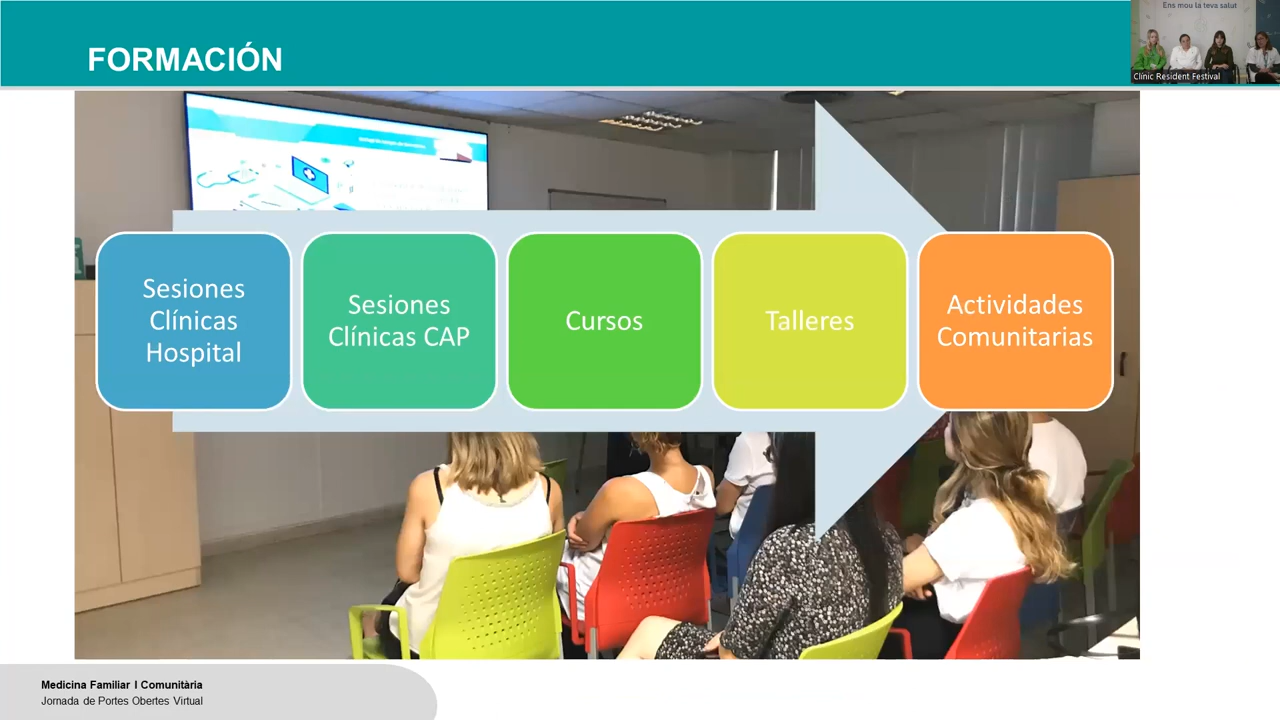 FORMACIÓN
Ens mou la teva salut
Clínic Resident Festival
Sesiones
Clínicas
Hospital
Sesiones
Clínicas CAP
Cursos
Talleres
Actividades
Comunitarias
Medicina Familiar I Comunitària
Jornada de Portes Obertes Virtual